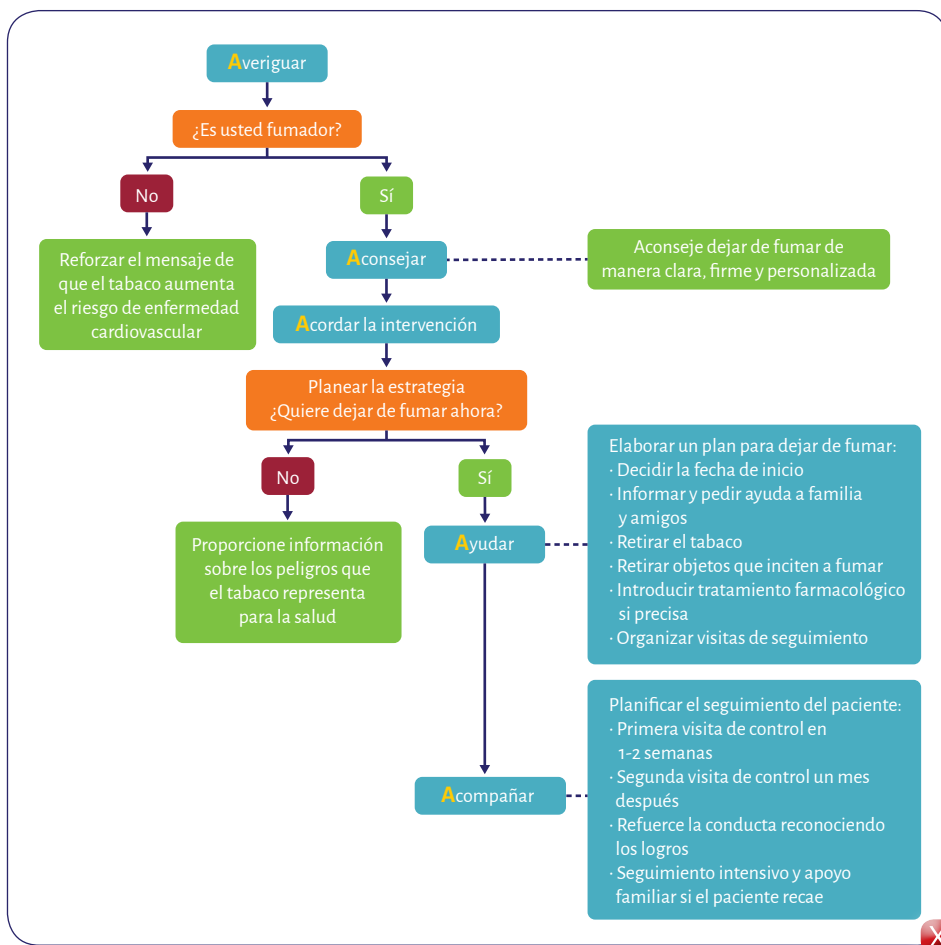 Averiguar
¿Es usted fumador?
No
Sí
Reforzar el mensaje de
que el tabaco aumenta
el riesgo de enfermedad
cardiovascular
Aconsejar
Aconseje dejar de fumar de
manera clara, firme y personalizada
Acordar la intervención
Planear la estrategia
¿Quiere dejar de fumar ahora?
No
Sí
Proporcione información
sobre los peligros que
el tabaco representa
para la salud
Ayudar
Elaborar un plan para dejar de fumar:
· Decidir la fecha de inicio
· Informar y pedir ayuda a familia
y amigos
· Retirar el tabaco
· Retirar objetos que inciten a fumar
· Introducir tratamiento farmacológico
si precisa
· Organizar visitas de seguimiento
Acompañar
Planificar el seguimiento del paciente:
· Primera visita de control en
1-2 semanas
· Segunda visita de control un mes
después
· Refuerce la conducta reconociendo
los logros
· Seguimiento intensivo y apoyo
familiar si el paciente recae
X